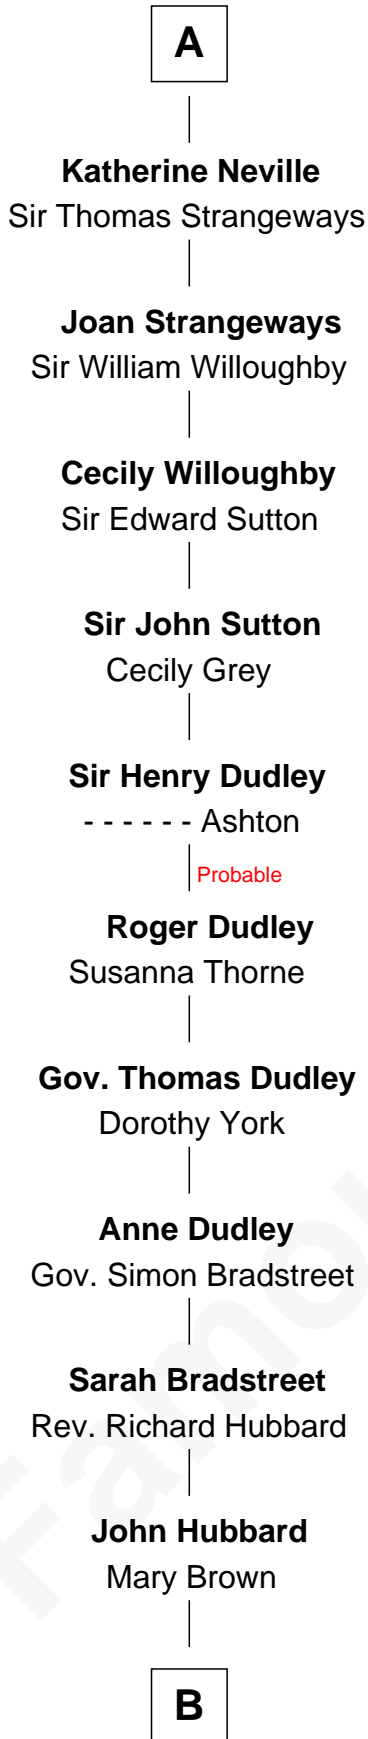 A
Katherine Neville
Sir Thomas Strangeways
Joan Strangeways
Sir William Willoughby
Cecily Willoughby
Sir Edward Sutton
Sir John Sutton
Cecily Grey
Sir Henry Dudley
- - - - - - Ashton
Probable
Roger Dudley
Susanna Thorne
Gov. Thomas Dudley
Dorothy York
Anne Dudley
Gov. Simon Bradstreet
Sarah Bradstreet
Rev. Richard Hubbard
John Hubbard
Mary Brown
B